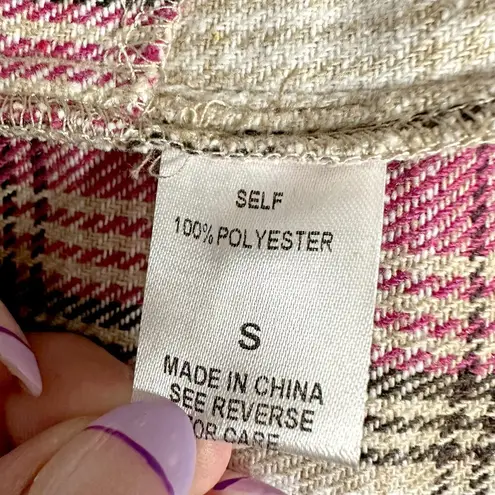 SELF
100% POLYESTER
S
MADE IN CHINA
SEE REVERSE
FOR CARE